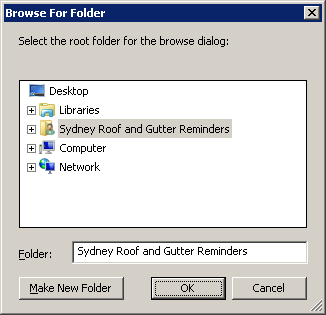 Browse For Folder
Select the root folder for the browse dialog:
Desktop
Libraries
Sydney Roof and Gutter Reminders
Computer
Network
Folder:
Sydney Roof and Gutter Reminders
Make New Folder
OK
Cancel